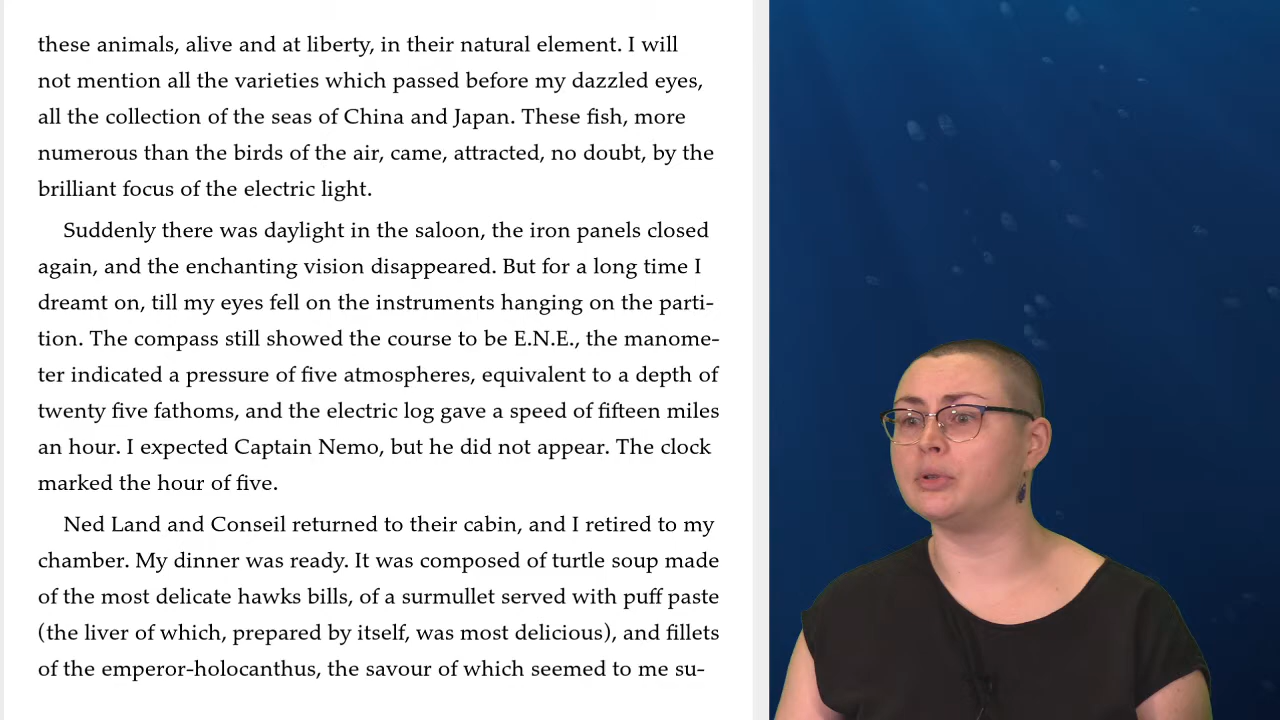 these animals, alive and at liberty, in their natural element. I will
not mention all the varieties which passed before my dazzled eyes,
all the collection of the seas of China and Japan. These fish, more
numerous than the birds of the air, came, attracted, no doubt, by the
brilliant focus of the electric light.
Suddenly there was daylight in the saloon, the iron panels closed
again, and the enchanting vision disappeared. But for a long time I
dreamt on, till my eyes fell on the instruments hanging on the parti-
tion. The compass still showed the course to be E.N.E., the manome-
ter indicated a pressure of five atmospheres, equivalent to a depth of
twenty five fathoms, and the electric log gave a speed of fifteen miles
an hour. I expected Captain Nemo, but he did not appear. The clock
marked the hour of five.
Ned Land and Conseil returned to their cabin, and I retired to my
chamber. My dinner was ready. It was composed of turtle soup made
of the most delicate hawks bills, of a surmullet served with puff paste
(the liver of which, prepared by itself, was most delicious), and fillets
of the emperor-holocanthus, the savour of which seemed to me su-